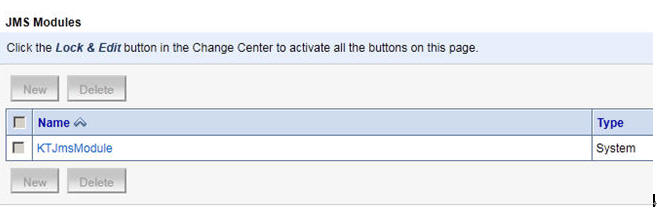 JMS Modules
Click the Lock & Edit button in the Change Center to activate all the buttons on this page.
New Delete
Name Type
KTJmsModule System
New Delete